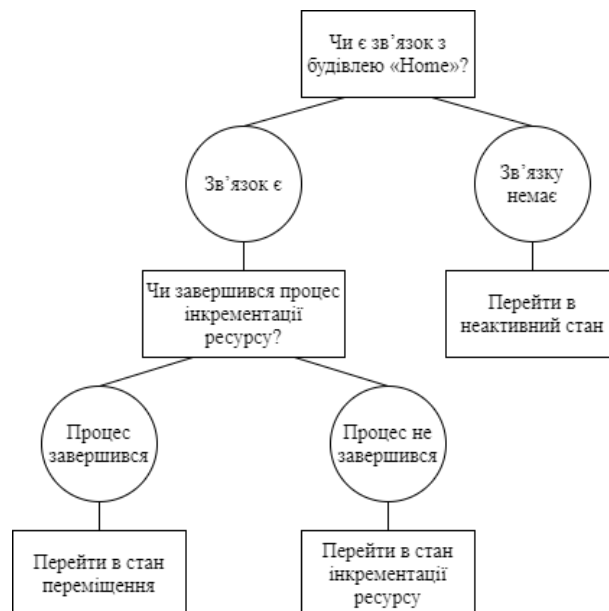 Чи є зв’язок з
будівлею «Home»?
Зв’язок є
Зв’язку
немає
Чи завершився процес
інкрементації
ресурсу?
Перейти в
неактивний стан
Процес
завершився
Процес не
завершився
Перейти в стан
переміщення
Перейти в стан
інкрементації
ресурсу